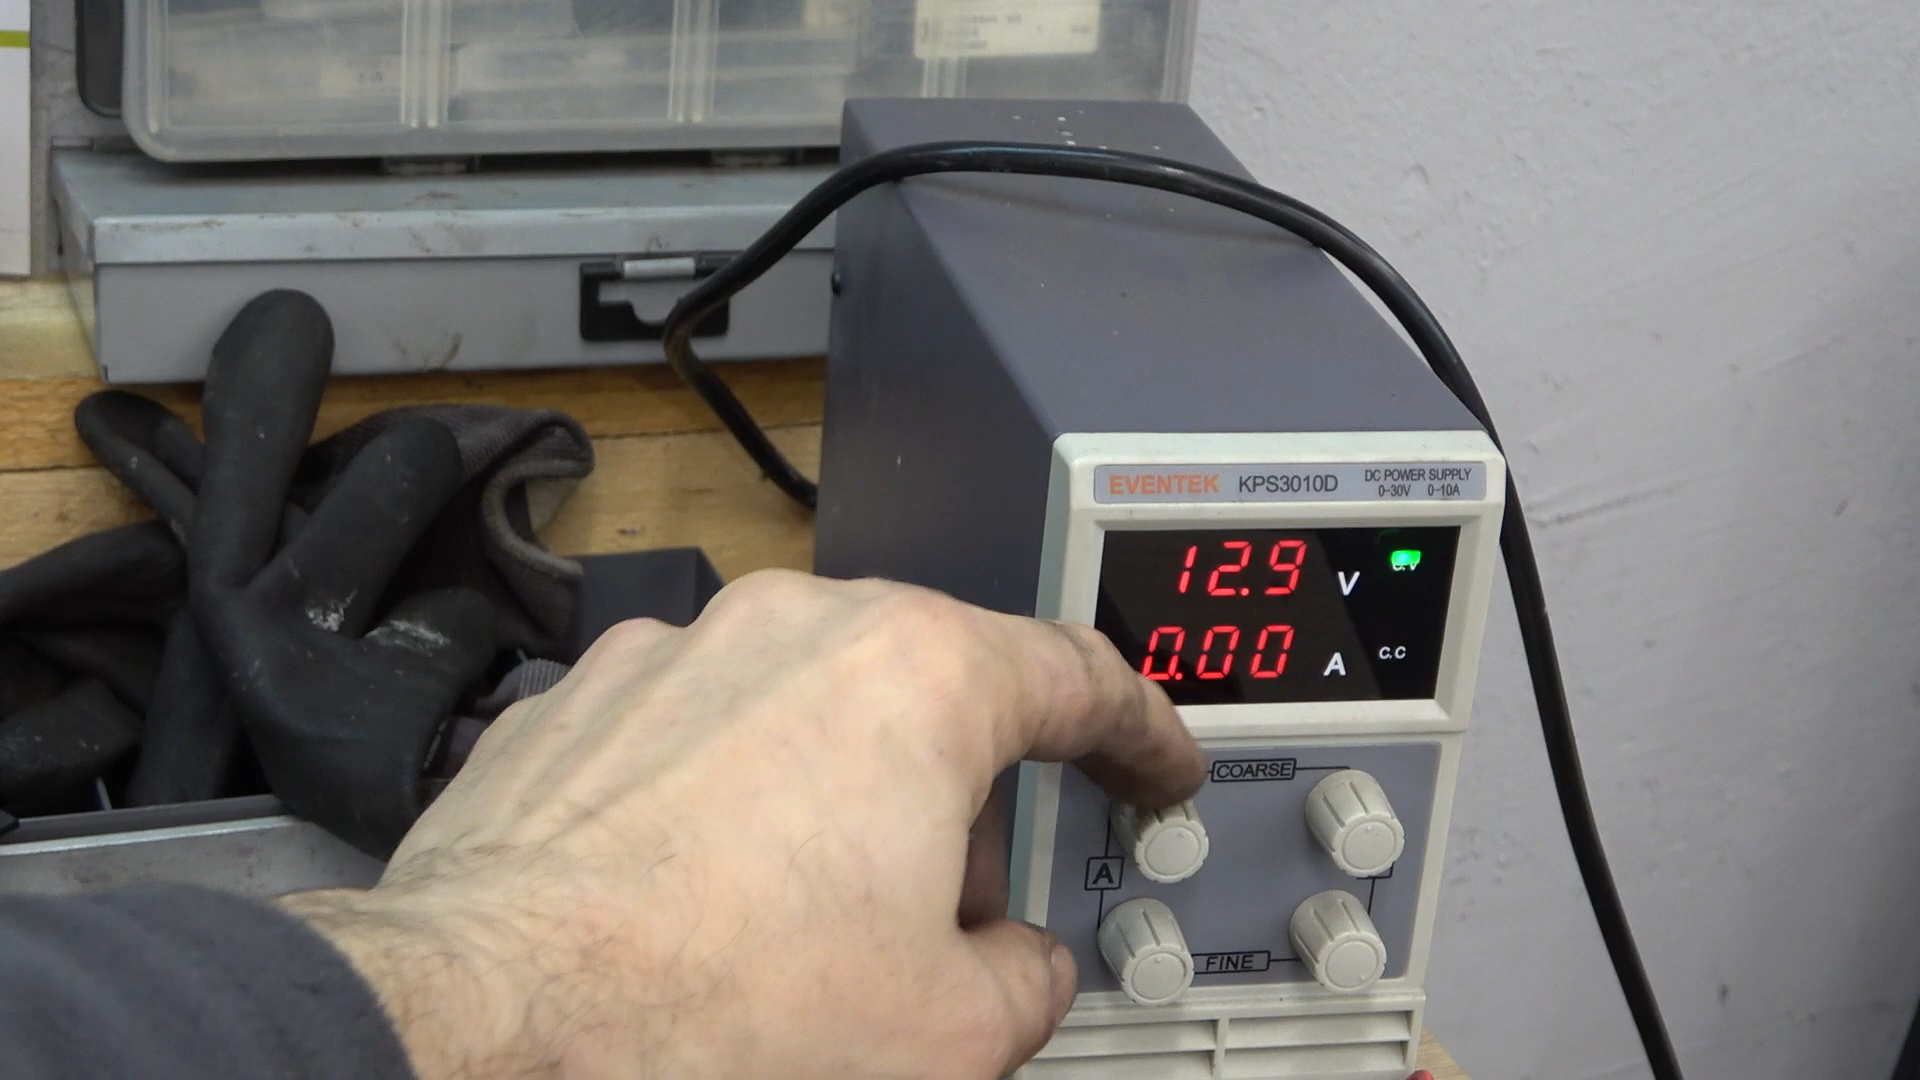 EVENTEK KPS3010D DC POWER SUPPLY
0-30V 0-10A
12.9 V C.V
0.00 A C.C
COARSE
A
FINE